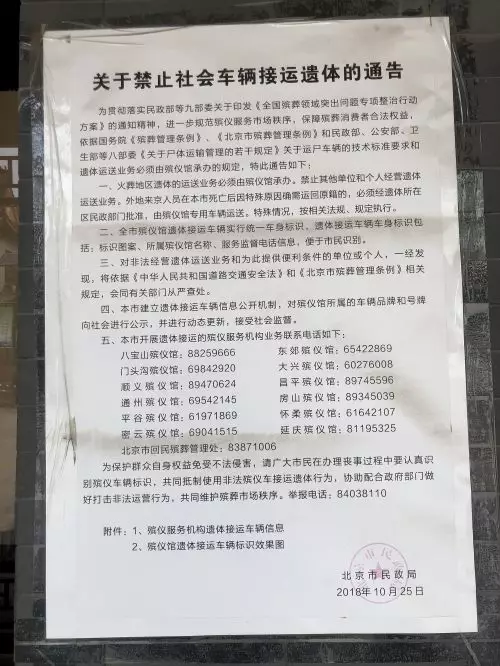 关于禁止社会车辆接运遗体的通告
为贯彻落实民政部等九部委关于印发《全国殡葬领域突出问题专项整治行动
方案》的通知精神，进一步规范殡仪服务市场秩序，保障殡葬消费者合法权益，
依据国务院《殡葬管理条例》、《北京市殡葬管理条例》和民政部、公安部、卫
生部等八部委《关于尸体运输管理的若干规定》关于运尸车辆的技术标准要求和
遗体运送业务必须由殡仪馆承办的规定，特此通告如下：
一、火葬地区遗体的运送业务必须由殡仪馆承办。禁止其他单位和个人经营遗体
运送业务。外地来京人员在本市死亡后因特殊原因确需运回原籍的，必须经遗体所在
区民政部门批准，由殡仪馆专用车辆运送。特殊情况，按相关法规、规定执行。
二、全市殡仪馆遗体接运车辆实行统一车身标识，遗体接运车辆车身标识内容包
括：标识图案、所属殡仪馆名称、服务监督电话信息，便于市民识别。
三、对非法经营遗体运送业务和为此提供便利条件的单位或个人，一经发
现，将依据《中华人民共和国道路交通安全法》和《北京市殡葬管理条例》相关
规定，会同有关部门从严查处。
四、本市建立遗体接运车辆信息公开机制，对殡仪馆所属的车辆品牌和号牌
向社会进行公示，并进行动态更新，接受社会监督。
五、本市开展遗体接运的殡仪服务机构业务联系电话如下：
八宝山殡仪馆：88259666 东郊殡仪馆：65422869
门头沟殡仪馆：69842920 大兴殡仪馆：60276008
顺义殡仪馆：89470624 昌平殡仪馆：89745596
通州殡仪馆：69542145 房山殡仪馆：89345039
平谷殡仪馆：61971869 怀柔殡仪馆：61642107
密云殡仪馆：69041515 延庆殡仪馆：81195325
北京市回民殡葬管理处：83871006
为保护群众自身权益免受不法侵害，请广大市民在办理丧事过程中要认真识
别殡仪车辆标识，共同抵制使用非法殡仪车接运遗体行为，协助配合政府部门做
好打击非法运营行为，共同维护殡葬市场秩序。举报电话：84038110
附件：1、殡仪服务机构遗体接运车辆信息
2、殡仪馆遗体接运车辆标识效果图
北京市民政局
2018年10月25日